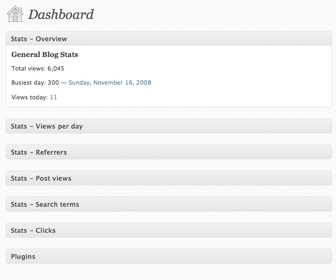 Dashboard
Stats – Overview
General Blog Stats
Total views: 6,045
Busiest day: 300 — Sunday, November 16, 2008
Views today: 11
Stats – Views per day
Stats – Referrers
Stats – Post views
Stats – Search terms
Stats – Clicks
Plugins